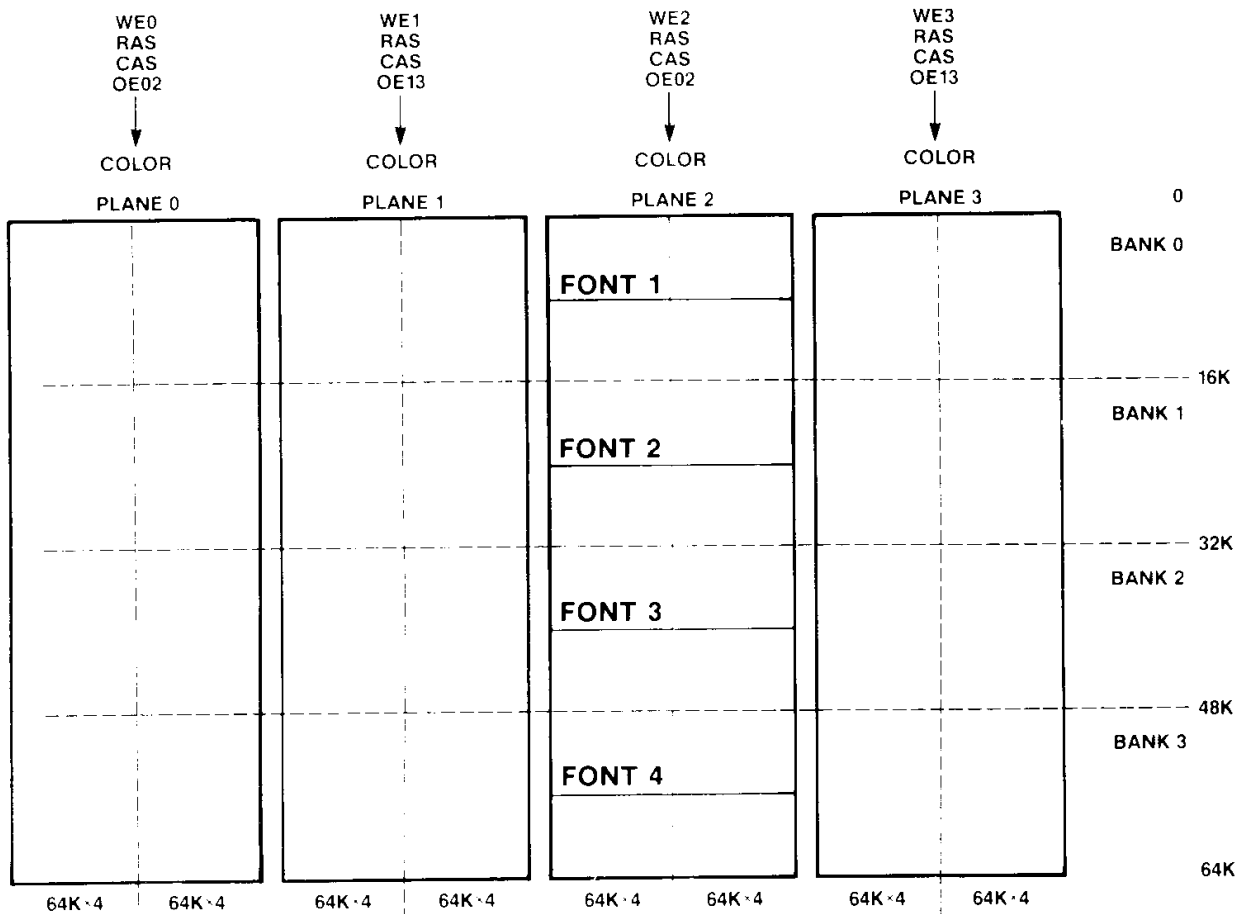 WE0
RAS
CAS
OE02
COLOR
PLANE 0
WE1
RAS
CAS
OE13
COLOR
PLANE 1
WE2
RAS
CAS
OE02
COLOR
PLANE 2
WE3
RAS
CAS
OE13
COLOR
PLANE 3
0
BANK 0
FONT 1
16K
BANK 1
FONT 2
32K
BANK 2
FONT 3
48K
BANK 3
FONT 4
64K
64K×4 64K×4 64K×4 64K×4 64K×4 64K×4 64K×4 64K×4